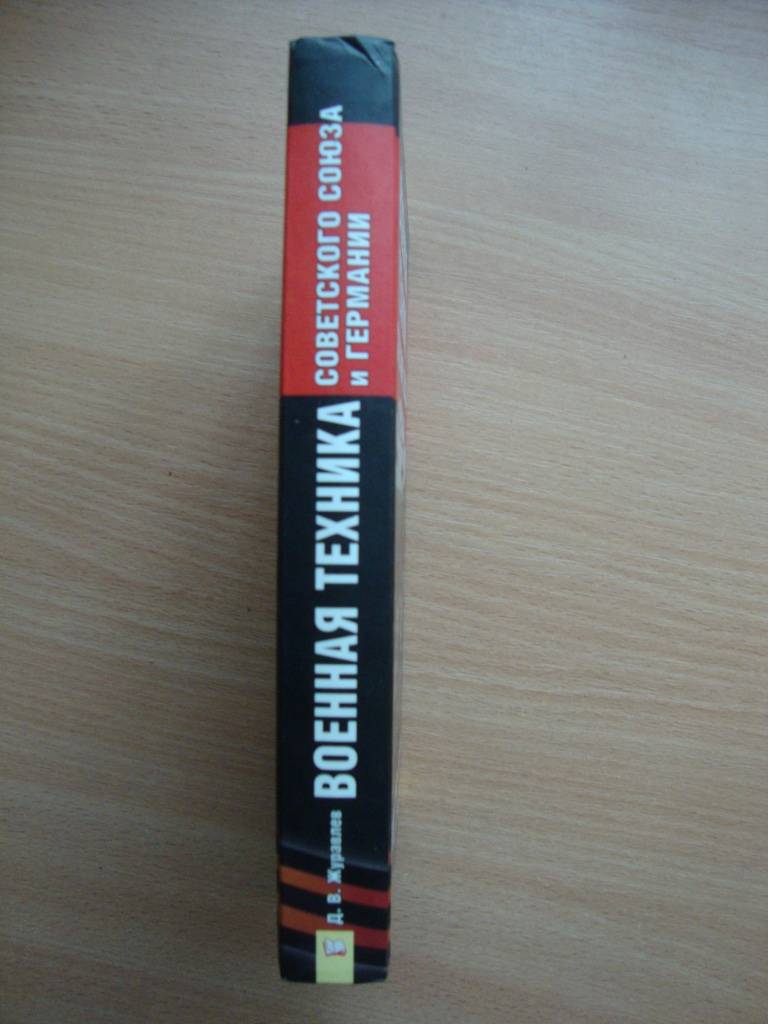 Д. В. Журавлев
ВОЕННАЯ ТЕХНИКА
СОВЕТСКОГО СОЮЗА
и ГЕРМАНИИ